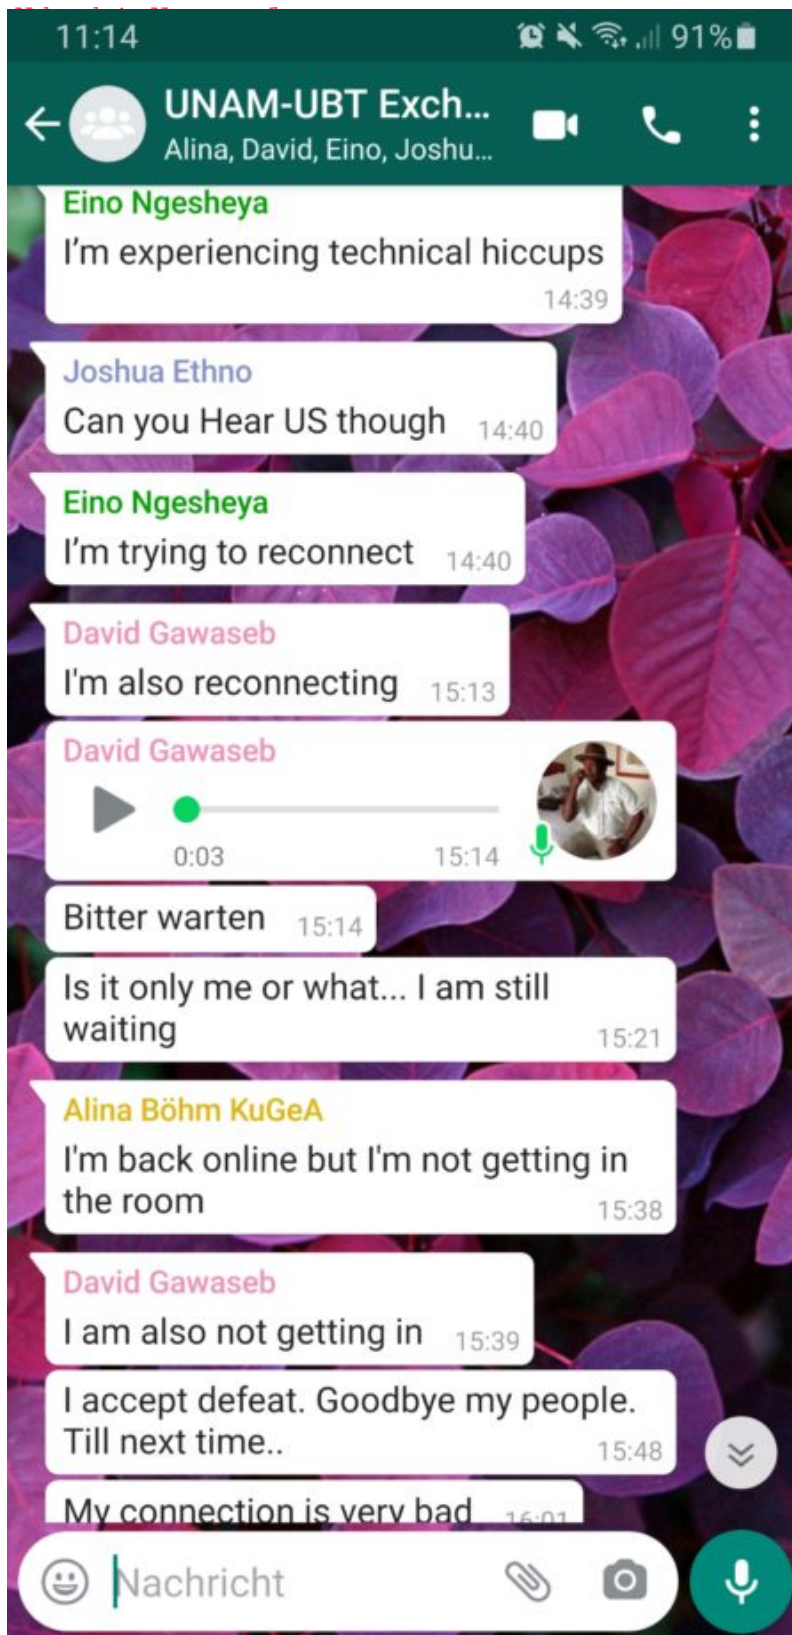 11:14 91%
UNAM-UBT Exch...
Alina, David, Eino, Joshu...
Eino Ngesheya
I’m experiencing technical hiccups
14:39
Joshua Ethno
Can you Hear US though 14:40
Eino Ngesheya
I’m trying to reconnect 14:40
David Gawaseb
I'm also reconnecting 15:13
David Gawaseb
0:03 15:14
Bitter warten 15:14
Is it only me or what... I am still
waiting 15:21
Alina Böhm KuGeA
I'm back online but I'm not getting in
the room 15:38
David Gawaseb
I am also not getting in 15:39
I accept defeat. Goodbye my people.
Till next time.. 15:48
My connection is very bad 16:01
Nachricht